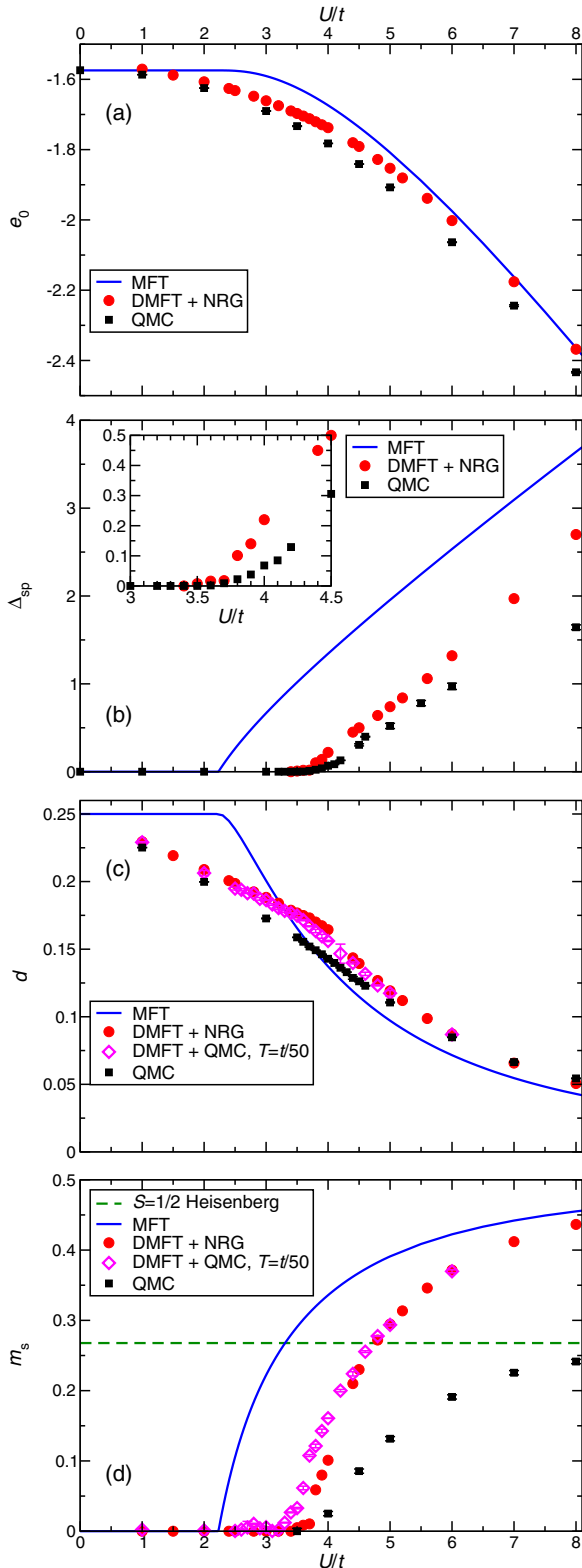 U/t
0 1 2 3 4 5 6 7 8
-1.6
-1.8
-2
-2.2
-2.4
e0
(a)
MFT
DMFT + NRG
QMC
4
3
2
1
0
Δsp
(b)
0.5
0.4
0.3
0.2
0.1
0
3 3.5 4 4.5
U/t
MFT
DMFT + NRG
QMC
0.25
0.2
0.15
0.1
0.05
0
d
(c)
MFT
DMFT + NRG
DMFT + QMC, T=t/50
QMC
0.5
0.4
0.3
0.2
0.1
0
ms
S=1/2 Heisenberg
MFT
DMFT + NRG
DMFT + QMC, T=t/50
QMC
(d)
0 1 2 3 4 5 6 7 8
U/t